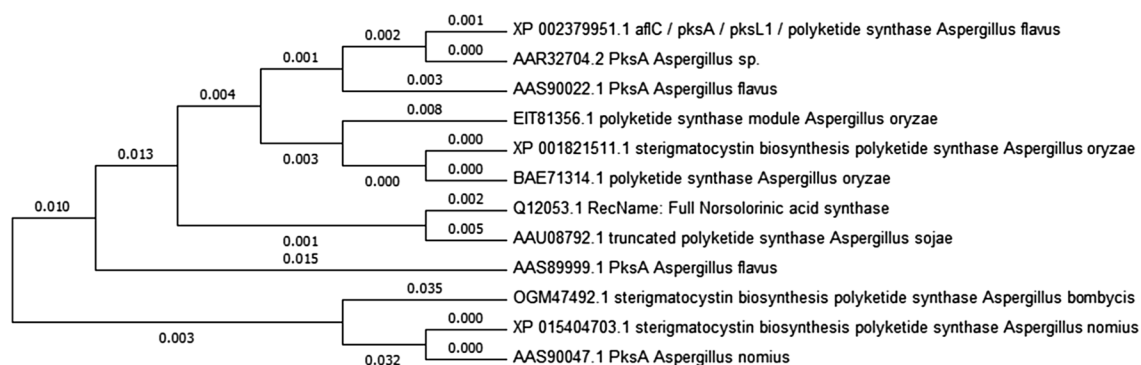 0.001
0.002
XP 002379951.1 aflC / pksA / pksL1 / polyketide synthase Aspergillus flavus
0.000
0.001
AAR32704.2 PksA Aspergillus sp.
0.003
0.004
AAS90022.1 PksA Aspergillus flavus
0.008
EIT81356.1 polyketide synthase module Aspergillus oryzae
0.000
0.013
0.003
XP 001821511.1 sterigmatocystin biosynthesis polyketide synthase Aspergillus oryzae
0.000
0.000
BAE71314.1 polyketide synthase Aspergillus oryzae
0.010
0.002
Q12053.1 RecName: Full Norsolorinic acid synthase
0.005
0.001
AAU08792.1 truncated polyketide synthase Aspergillus sojae
0.015
AAS89999.1 PksA Aspergillus flavus
0.035
OGM47492.1 sterigmatocystin biosynthesis polyketide synthase Aspergillus bombycis
0.000
XP 015404703.1 sterigmatocystin biosynthesis polyketide synthase Aspergillus nomius
0.003
0.000
0.032
AAS90047.1 PksA Aspergillus nomius